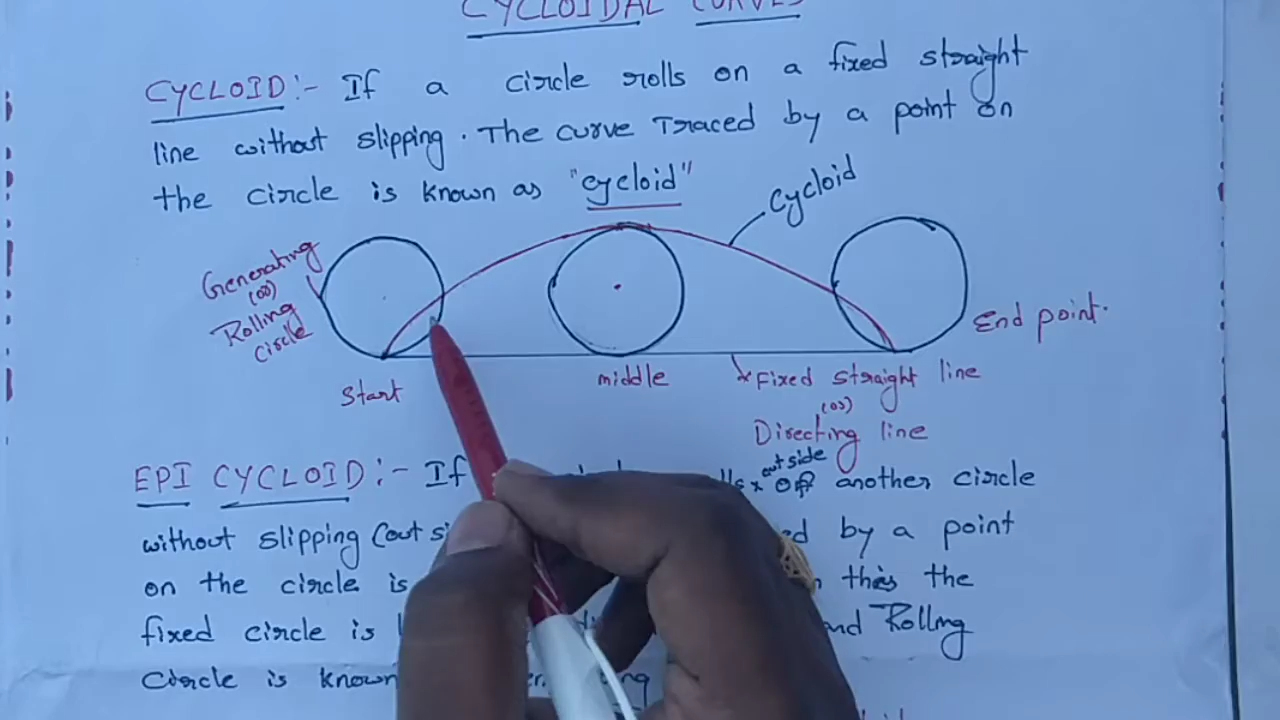 CYCLOIDAL CURVES
CYCLOID :- If a circle rolls on a fixed straight
line without slipping. The curve Traced by a point on
the circle is known as "cycloid"
Cycloid
Generating
(or)
Rolling
circle
End point.
Start
middle
Fixed straight line
(or)
Directing line
outside
EPI CYCLOID :- If another circle
without slipping (out by a point
on the circle is the
fixed circle is and Rolling
Circle is known